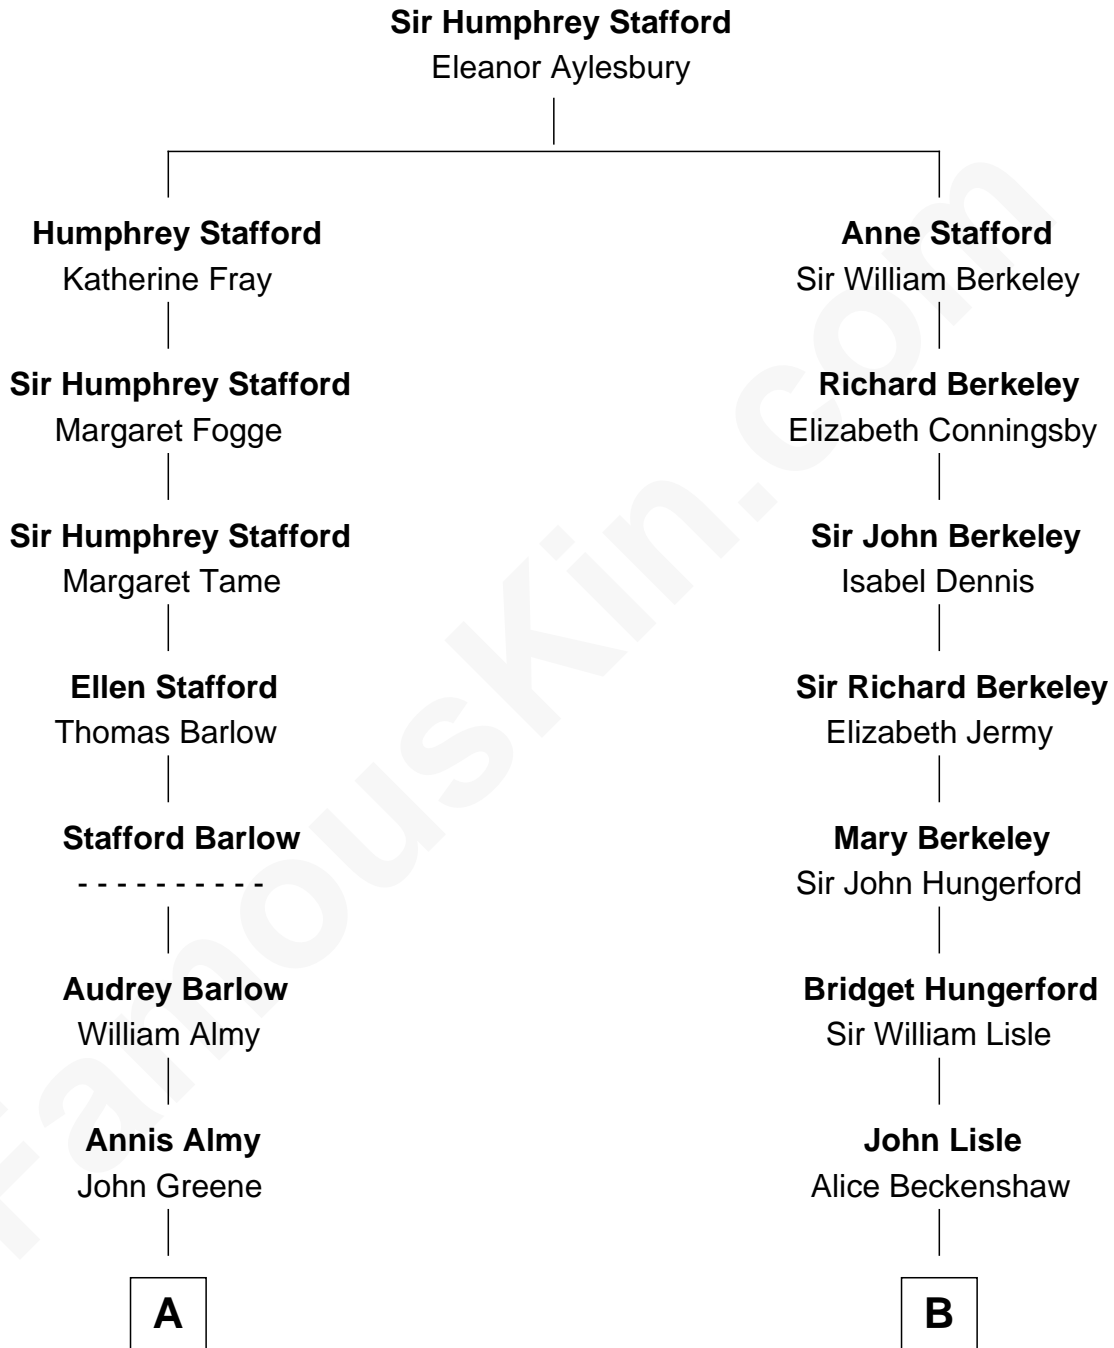 Sir Humphrey Stafford
Eleanor Aylesbury
Humphrey Stafford
Katherine Fray
Anne Stafford
Sir William Berkeley
Sir Humphrey Stafford
Margaret Fogge
Richard Berkeley
Elizabeth Conningsby
Sir Humphrey Stafford
Margaret Tame
Sir John Berkeley
Isabel Dennis
Ellen Stafford
Thomas Barlow
Sir Richard Berkeley
Elizabeth Jermy
Stafford Barlow
- - - - - - - - - -
Mary Berkeley
Sir John Hungerford
Audrey Barlow
William Almy
Bridget Hungerford
Sir William Lisle
Annis Almy
John Greene
John Lisle
Alice Beckenshaw
A
B
FamousKin.com